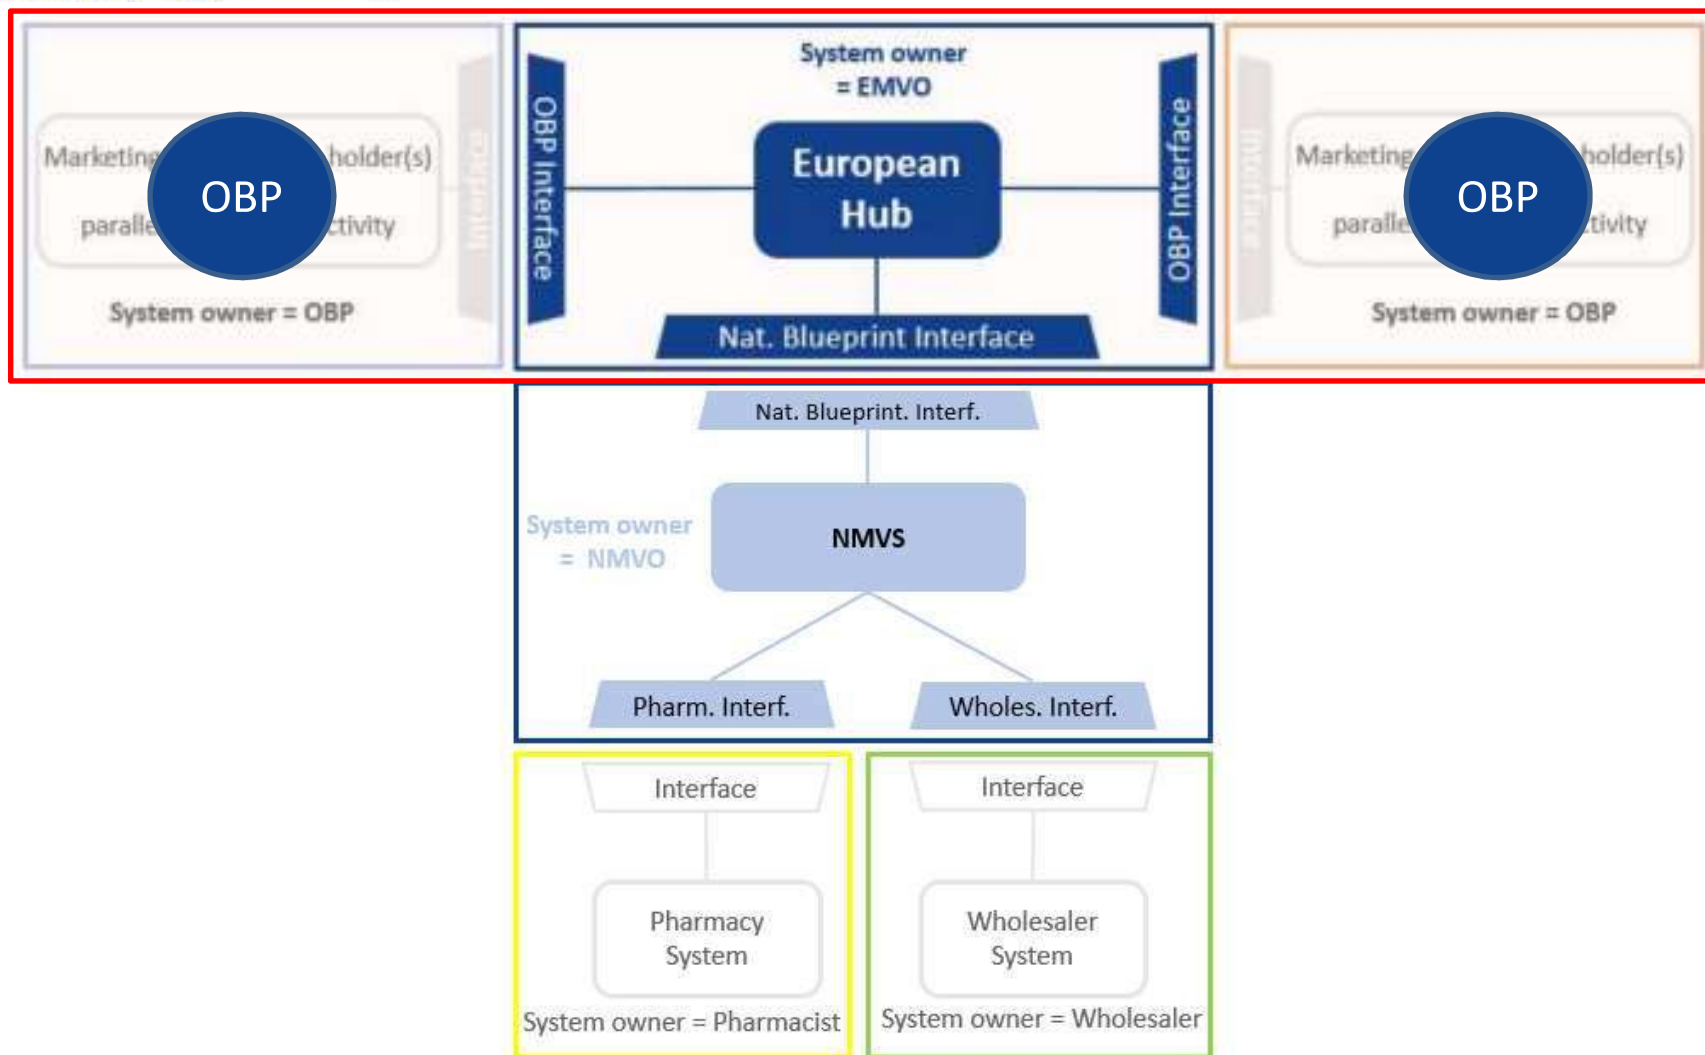 Marketing holder(s)
OBP
paralle ctivity
Interface
System owner = OBP
System owner
= EMVO
OBP Interface
European
Hub
OBP Interface
Nat. Blueprint Interface
Interface
Marketing holder(s)
OBP
paralle tivity
System owner = OBP
Nat. Blueprint. Interf.
System owner
= NMVO
NMVS
Pharm. Interf.
Wholes. Interf.
Interface
Pharmacy
System
System owner = Pharmacist
Interface
Wholesaler
System
System owner = Wholesaler